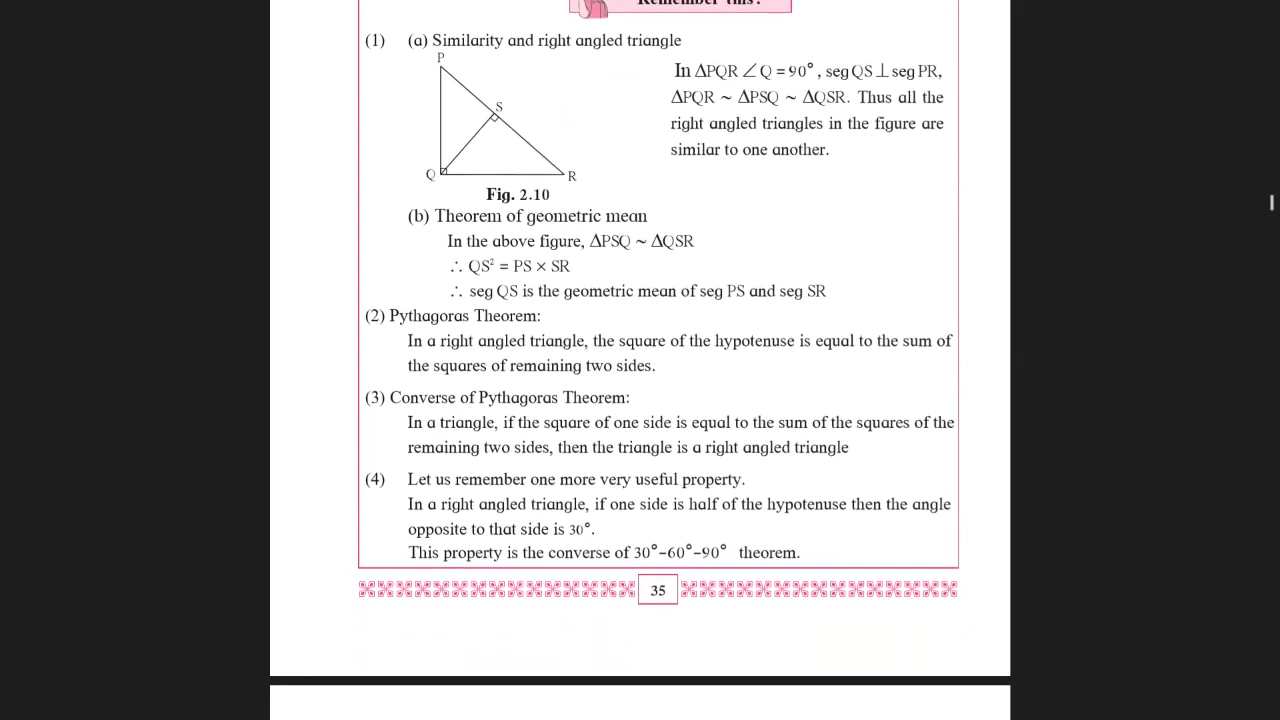 Remember this!
(1) (a) Similarity and right angled triangle
P
S
Q
R
Fig. 2.10
In ΔPQR ∠Q = 90°, seg QS ⊥ seg PR,
ΔPQR ~ ΔPSQ ~ ΔQSR. Thus all the
right angled triangles in the figure are
similar to one another.
(b) Theorem of geometric mean
In the above figure, ΔPSQ ~ ΔQSR
∴ QS² = PS × SR
∴ seg QS is the geometric mean of seg PS and seg SR
(2) Pythagoras Theorem:
In a right angled triangle, the square of the hypotenuse is equal to the sum of
the squares of remaining two sides.
(3) Converse of Pythagoras Theorem:
In a triangle, if the square of one side is equal to the sum of the squares of the
remaining two sides, then the triangle is a right angled triangle
(4) Let us remember one more very useful property.
In a right angled triangle, if one side is half of the hypotenuse then the angle
opposite to that side is 30°.
This property is the converse of 30°-60°-90° theorem.
35